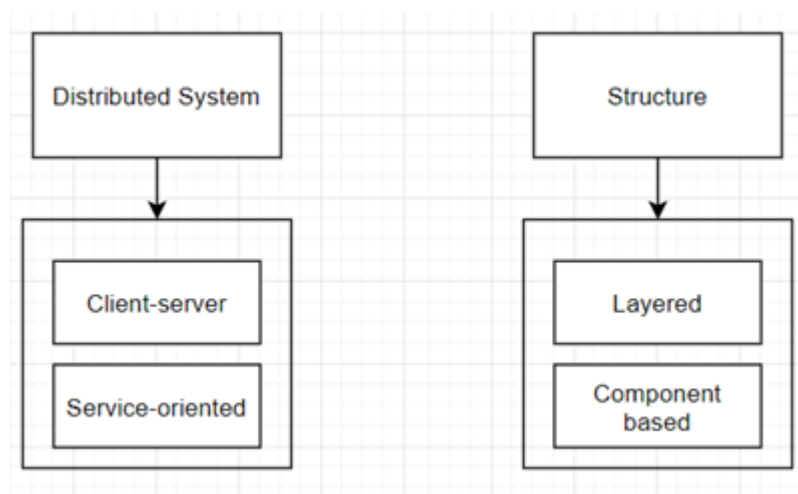 Distributed System
Structure
Client-server
Layered
Service-oriented
Component
based